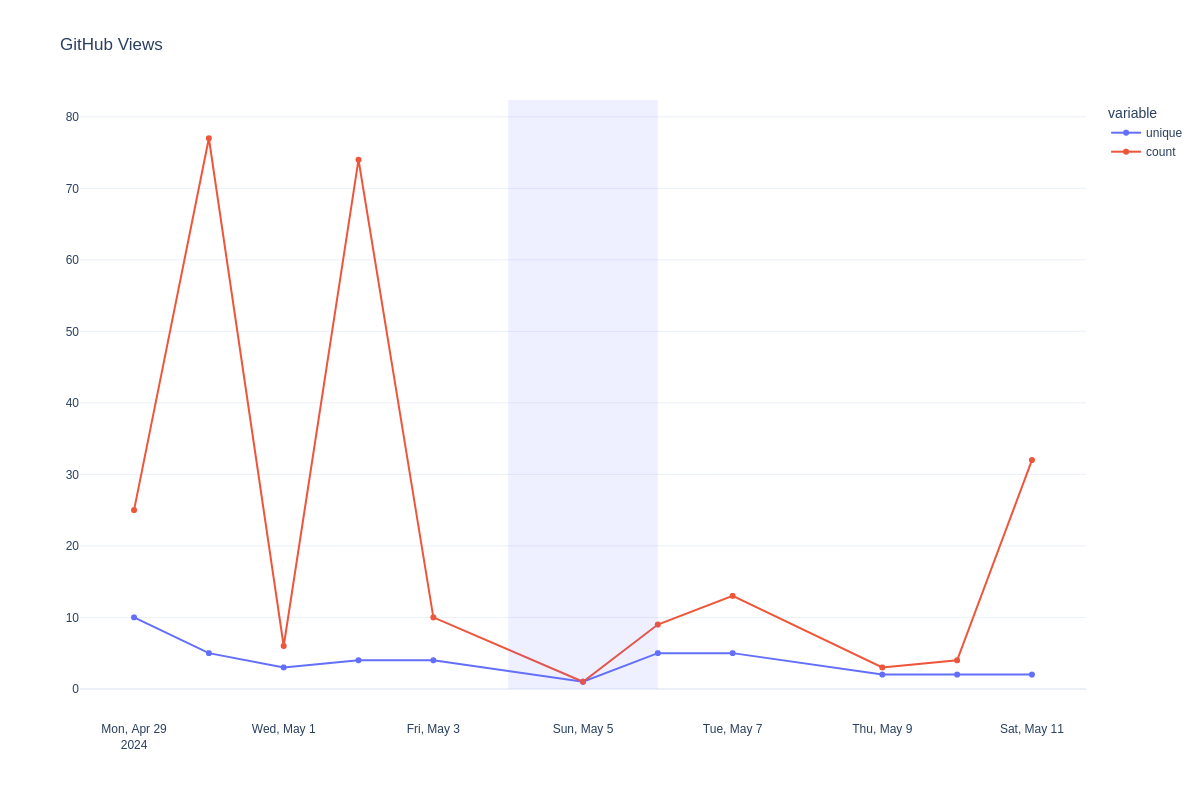 GitHub Views
variable
unique
count
80
70
60
50
40
30
20
10
0
Mon, Apr 29
2024
Wed, May 1
Fri, May 3
Sun, May 5
Tue, May 7
Thu, May 9
Sat, May 11